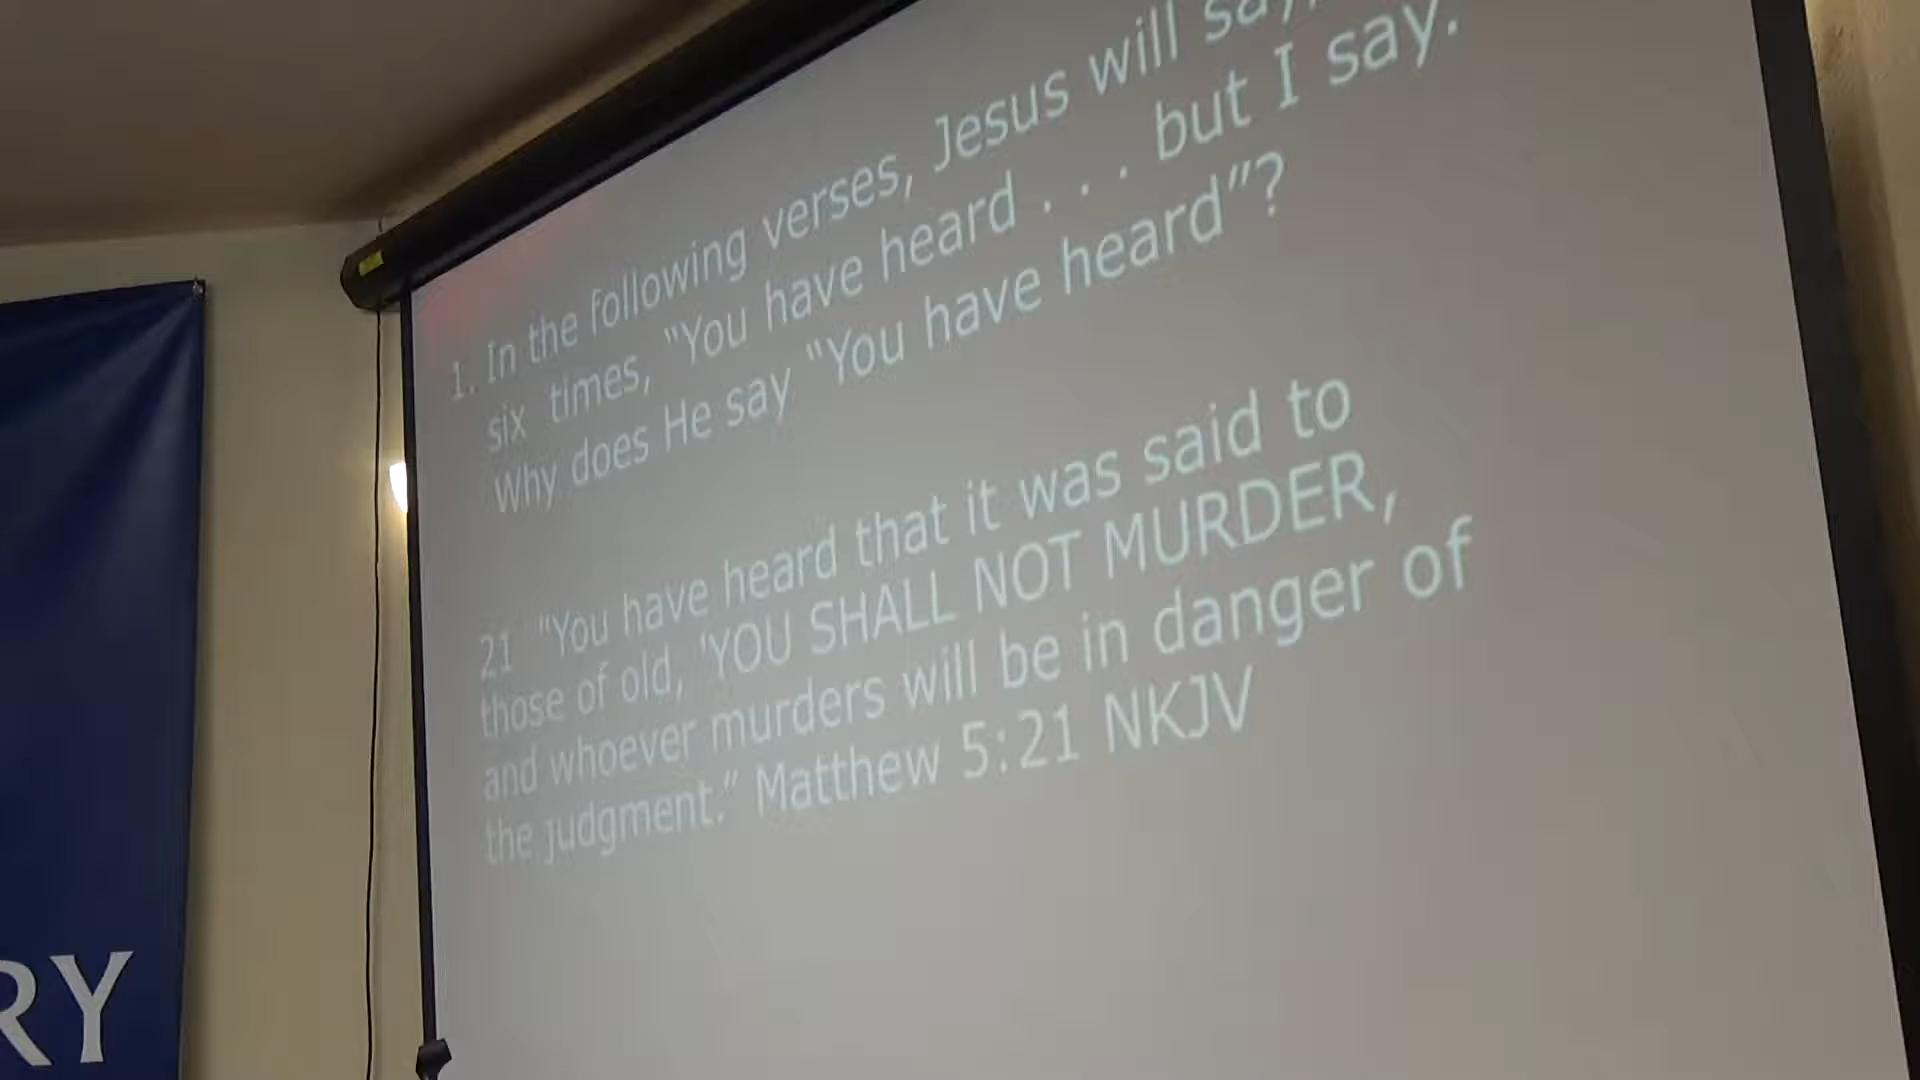 1. In the following verses, Jesus will say,
six times, “You have heard . . . but I say.
Why does He say “You have heard”?
21 "You have heard that it was said to
those of old, 'YOU SHALL NOT MURDER,
and whoever murders will be in danger of
the judgment." Matthew 5:21 NKJV
RY